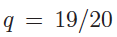 q = 19/20